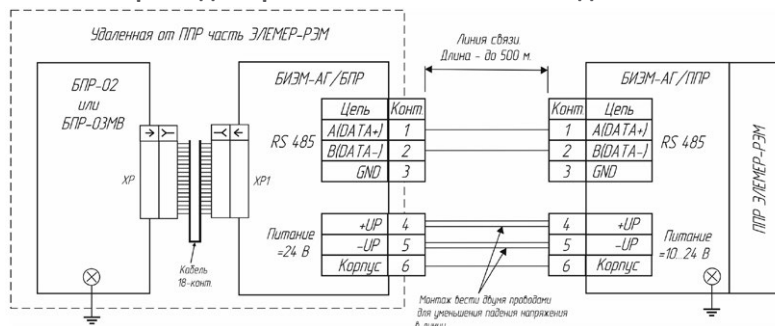 Удаленная от ППР часть ЭЛЕМЕР-РЭМ
БПР-02
или
БПР-03МВ
XP
Кабель
18-конт.
XP1
БИЭМ-АГ/БПР
RS 485
Цепь Конт.
A(DATA+) 1
B(DATA-) 2
GND 3
Питание
=24 В
+UP 4
-UP 5
Корпус 6
Линия связи.
Длина - до 500 м.
Монтаж вести двумя проводами
для уменьшения падения напряжения
в линии
БИЭМ-АГ/ППР
Конт. Цепь
1 A(DATA+)
2 B(DATA-)
3 GND
RS 485
4 +UP
5 -UP
6 Корпус
Питание
=10...24 В
ППР ЭЛЕМЕР-РЭМ